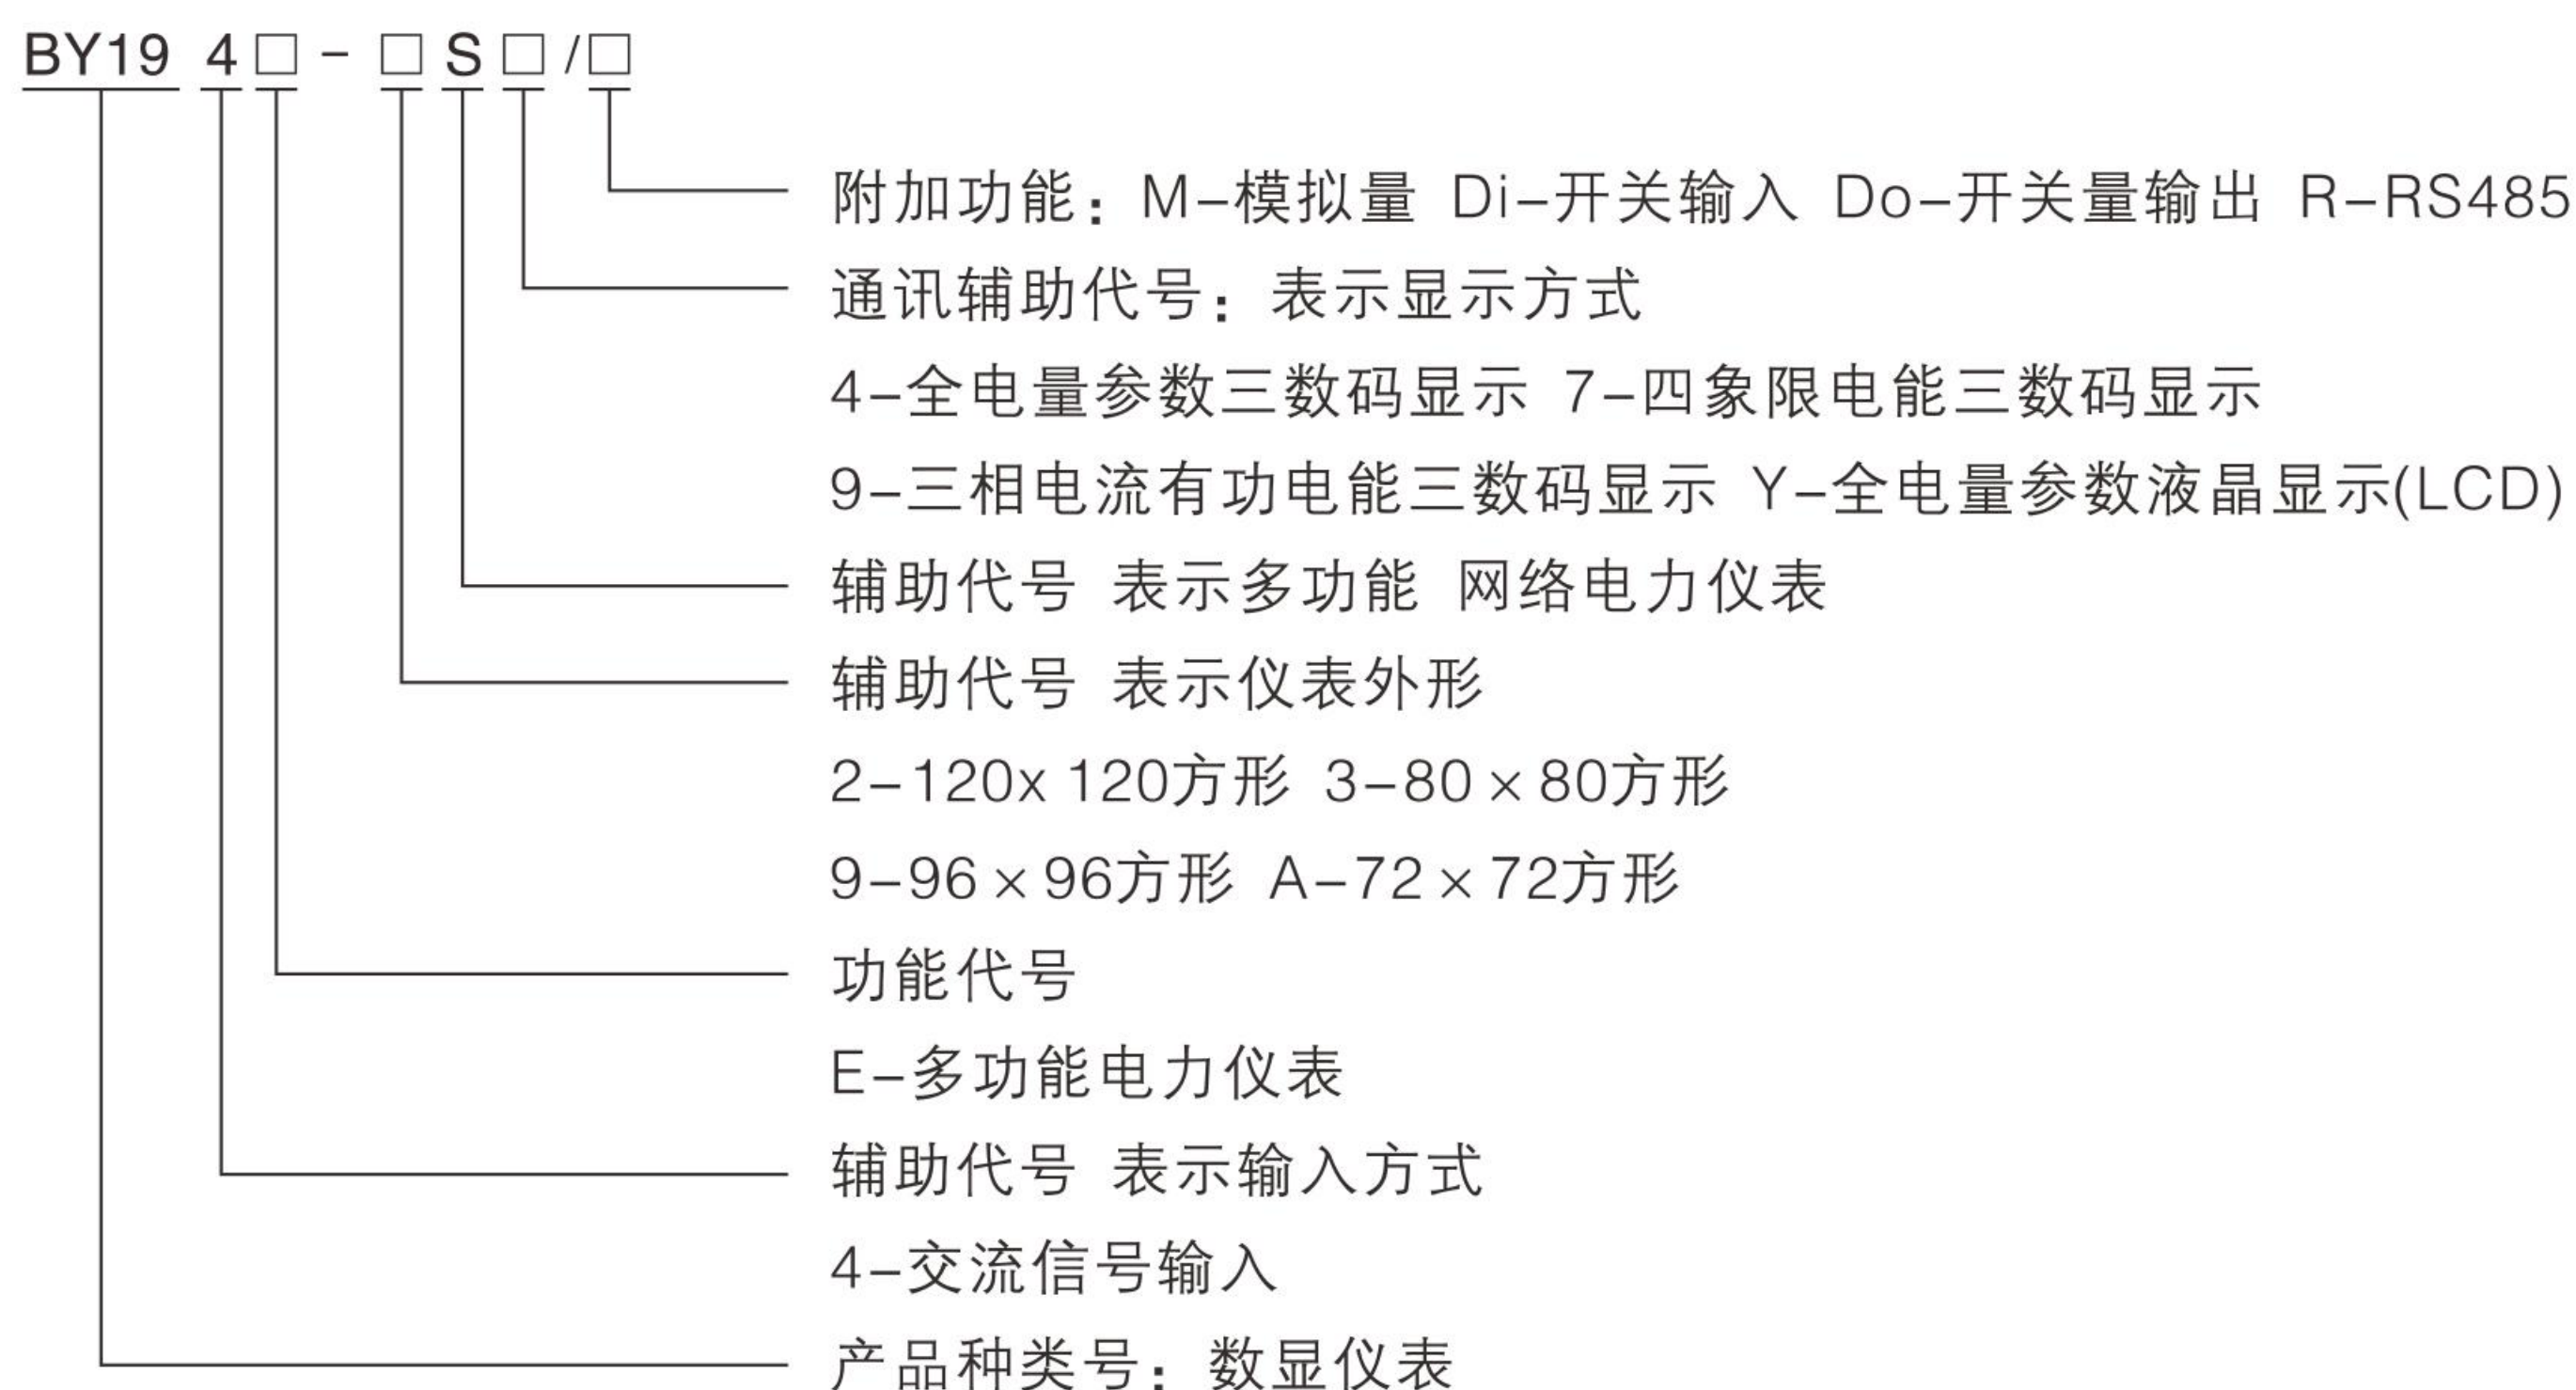 BY19 4□-□S□/□
附加功能：M-模拟量 Di-开关输入 Do-开关量输出 R-RS485
通讯辅助代号：表示显示方式
4-全电量参数三数码显示 7-四象限电能三数码显示
9-三相电流有功电能三数码显示 Y-全电量参数液晶显示(LCD)
辅助代号 表示多功能 网络电力仪表
辅助代号 表示仪表外形
2-120x 120方形 3-80×80方形
9-96×96方形 A-72×72方形
功能代号
E-多功能电力仪表
辅助代号 表示输入方式
4-交流信号输入
产品种类号：数显仪表